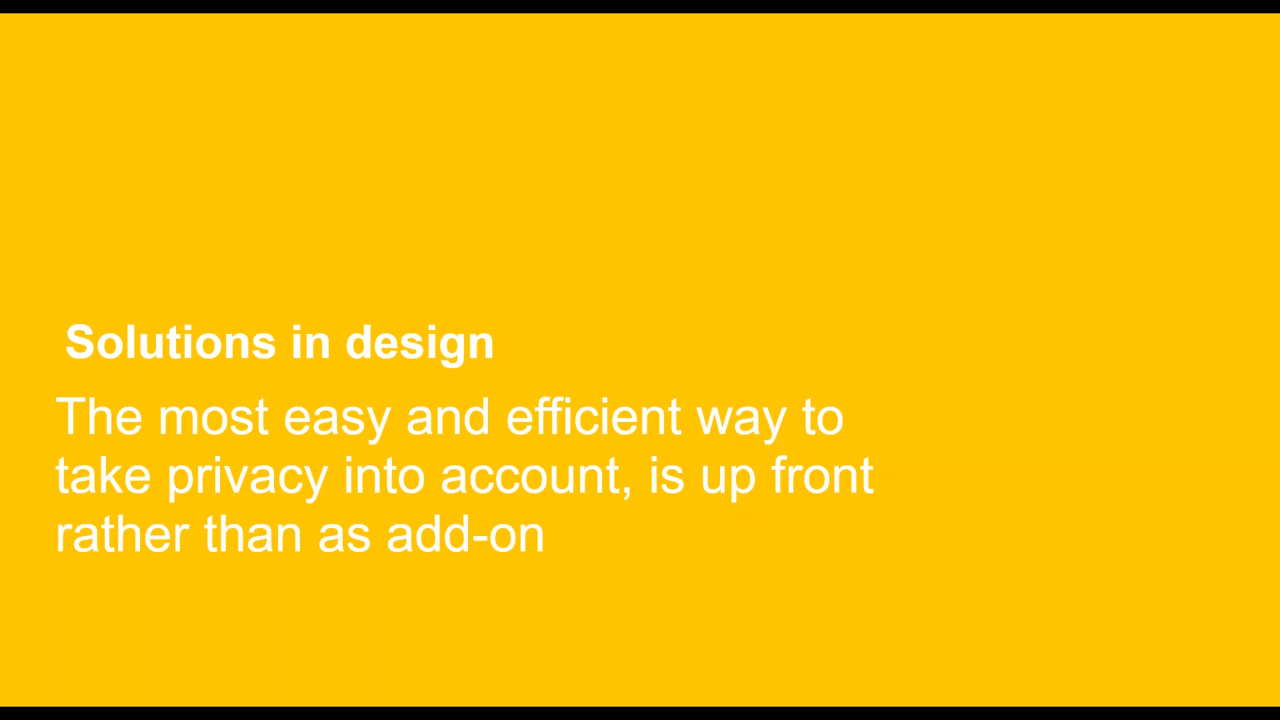 Solutions in design
The most easy and efficient way to
take privacy into account, is up front
rather than as add-on